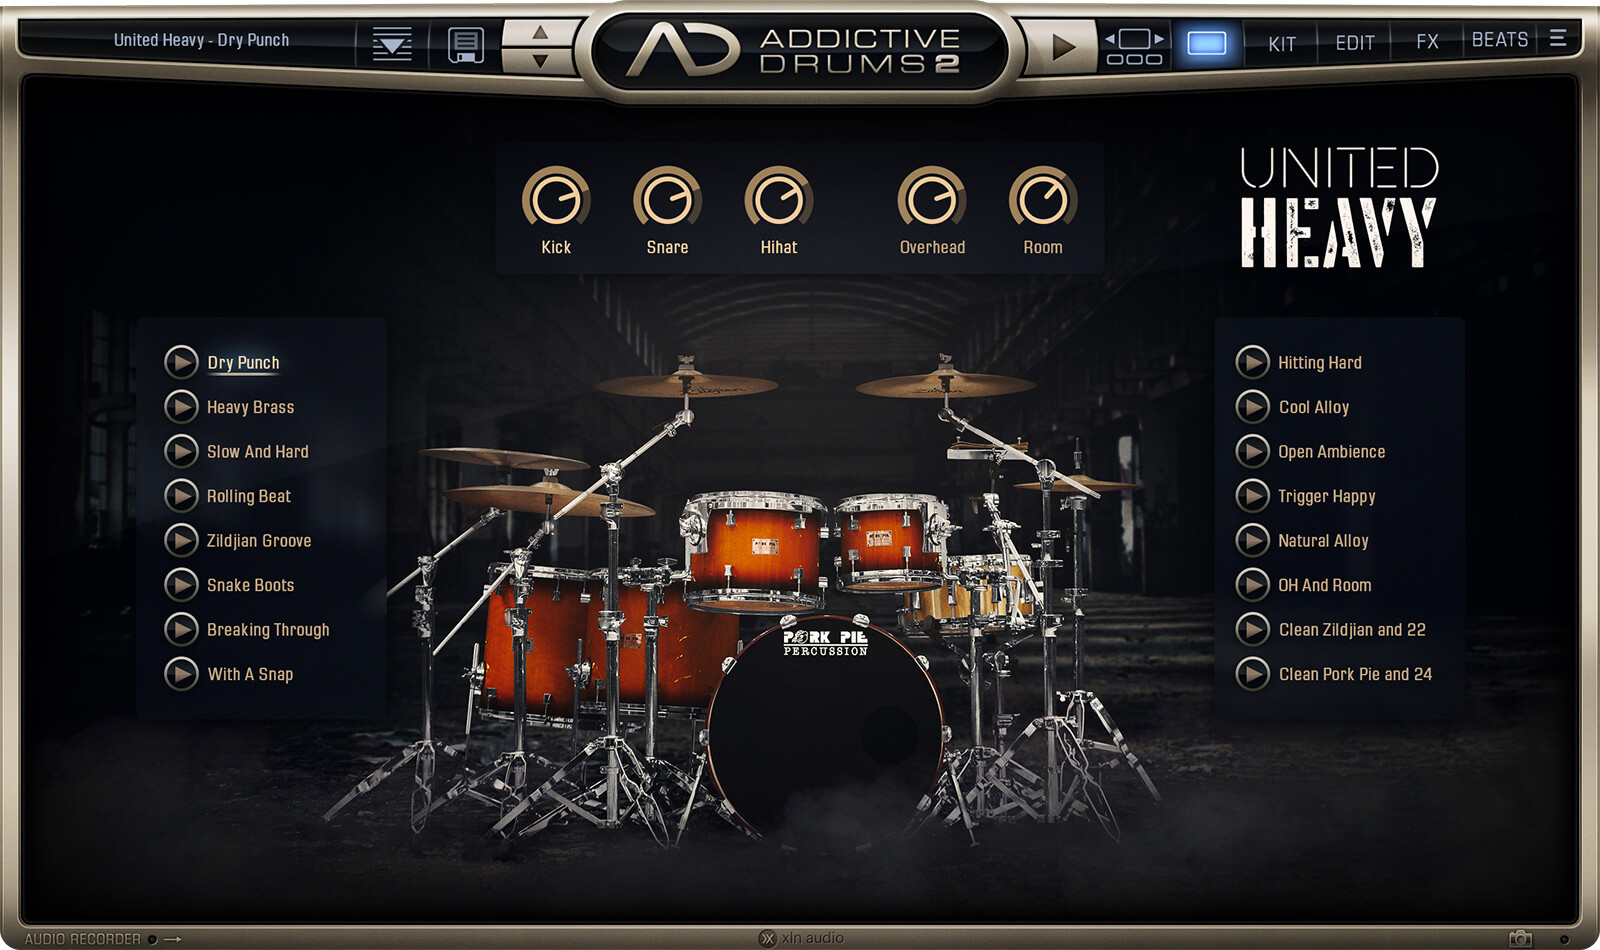 United Heavy - Dry Punch
ADDICTIVE
DRUMS 2
KIT
EDIT
FX
BEATS
Kick
Snare
Hihat
Overhead
Room
UNITED
HEAVY
Dry Punch
Heavy Brass
Slow And Hard
Rolling Beat
Zildjian Groove
Snake Boots
Breaking Through
With A Snap
Hitting Hard
Cool Alloy
Open Ambience
Trigger Happy
Natural Alloy
OH And Room
Clean Zildjian and 22
Clean Pork Pie and 24
PORK PIE
PERCUSSION
AUDIO RECORDER
xln audio